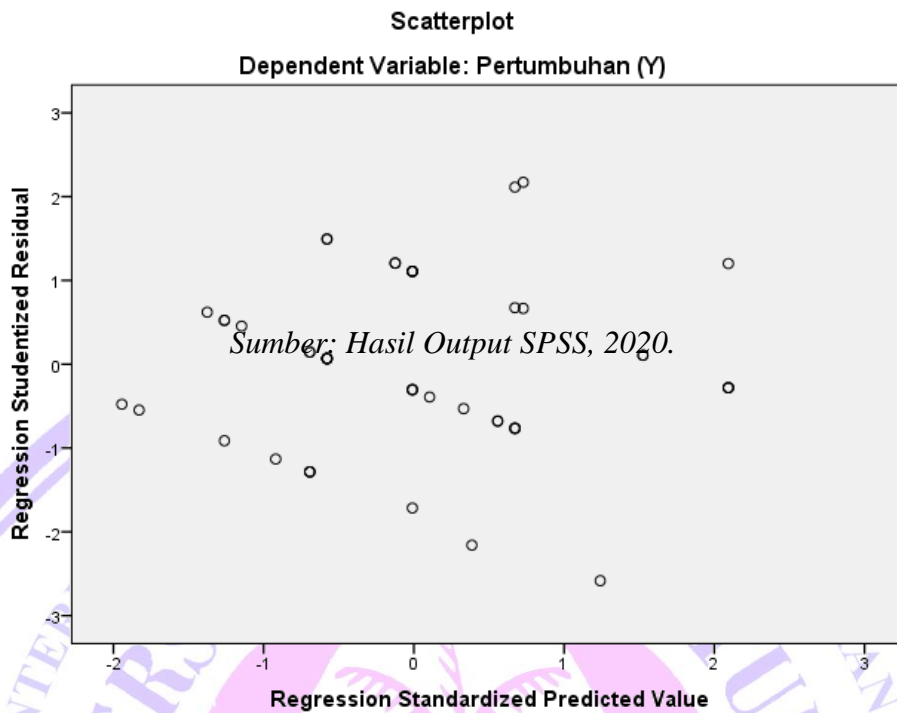 Scatterplot
Dependent Variable: Pertumbuhan (Y)
Regression Studentized Residual
3
2
1
0
-1
-2
-3
Sumber: Hasil Output SPSS, 2020.
-2 -1 0 1 2 3
Regression Standardized Predicted Value